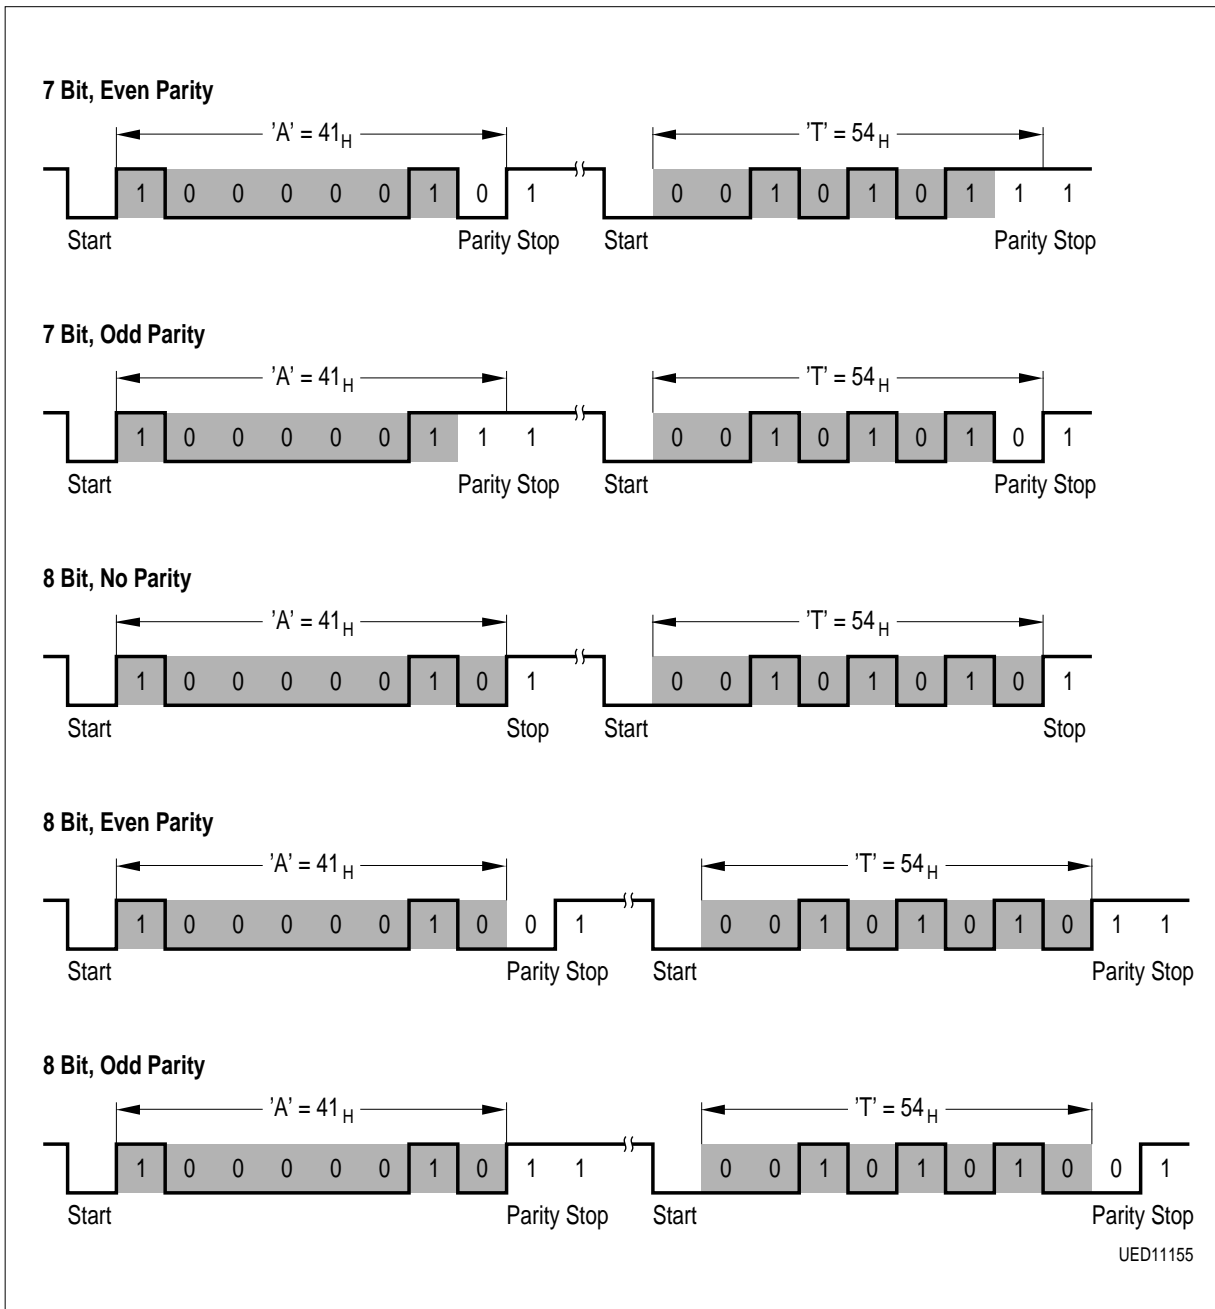 7 Bit, Even Parity
'A' = 41H 'T' = 54H
1 0 0 0 0 0 1 0 1 0 0 1 0 1 0 1 1 1
Start Parity Stop Start Parity Stop
7 Bit, Odd Parity
'A' = 41H 'T' = 54H
1 0 0 0 0 0 1 1 1 0 0 1 0 1 0 1 0 1
Start Parity Stop Start Parity Stop
8 Bit, No Parity
'A' = 41H 'T' = 54H
1 0 0 0 0 0 1 0 1 0 0 1 0 1 0 1 0 1
Start Stop Start Stop
8 Bit, Even Parity
'A' = 41H 'T' = 54H
1 0 0 0 0 0 1 0 0 1 0 0 1 0 1 0 1 0 1 1
Start Parity Stop Start Parity Stop
8 Bit, Odd Parity
'A' = 41H 'T' = 54H
1 0 0 0 0 0 1 0 1 1 0 0 1 0 1 0 1 0 0 1
Start Parity Stop Start Parity Stop
UED11155